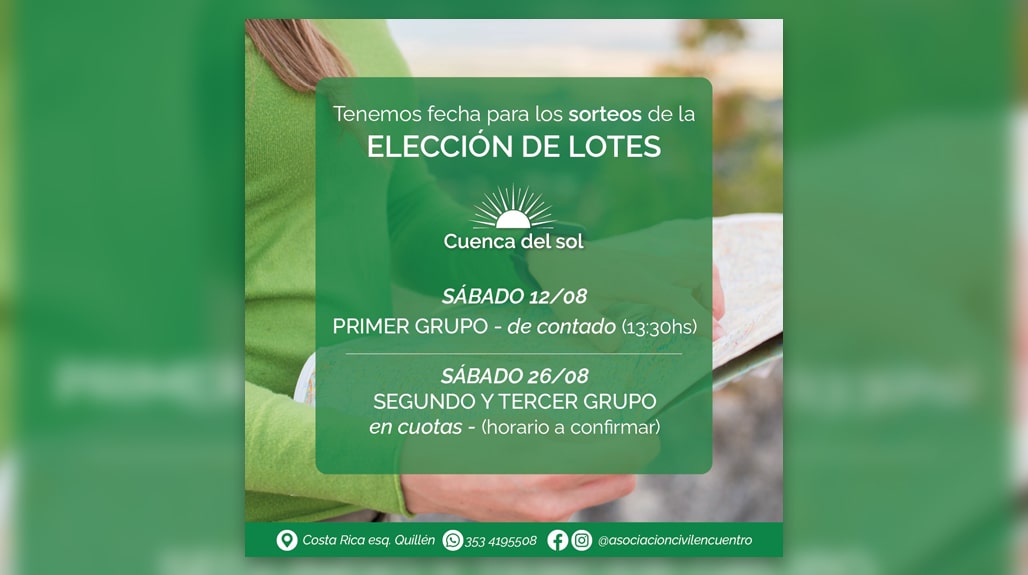 Tenemos fecha para los sorteos de la
ELECCIÓN DE LOTES
Cuenca del sol
SÁBADO 12/08
PRIMER GRUPO - de contado (13:30hs)
SÁBADO 26/08
SEGUNDO Y TERCER GRUPO
en cuotas - (horario a confirmar)
Costa Rica esq. Quillén 353 4195508 @asociacioncivilencuentro